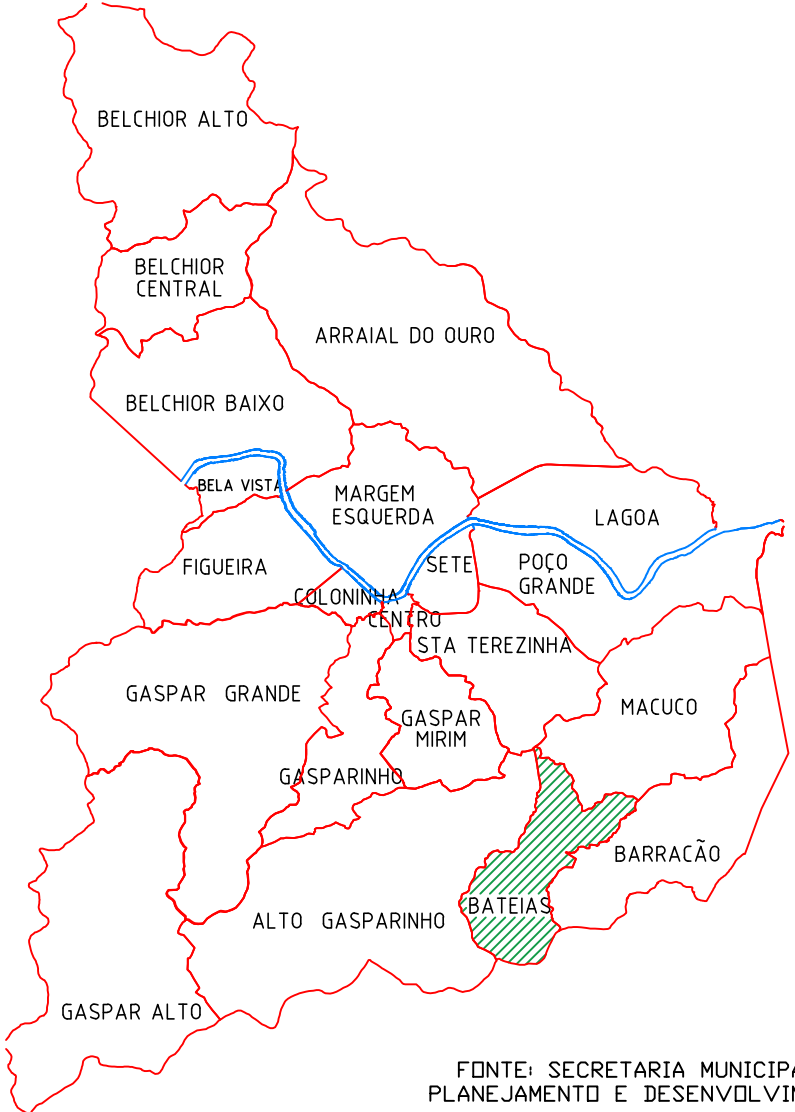 BELCHIOR ALTO
BELCHIOR
CENTRAL
ARRAIAL DO OURO
BELCHIOR BAIXO
BELA VISTA
MARGEM
ESQUERDA
LAGOA
FIGUEIRA
SETE
POÇO
GRANDE
COLONINHA
CENTRO
STA TEREZINHA
GASPAR GRANDE
MACUCO
GASPAR
MIRIM
GASPARINHO
BARRACÃO
BATEIAS
ALTO GASPARINHO
GASPAR ALTO
FONTE: SECRETARIA MUNICIPA
PLANEJAMENTO E DESENVOLVIM